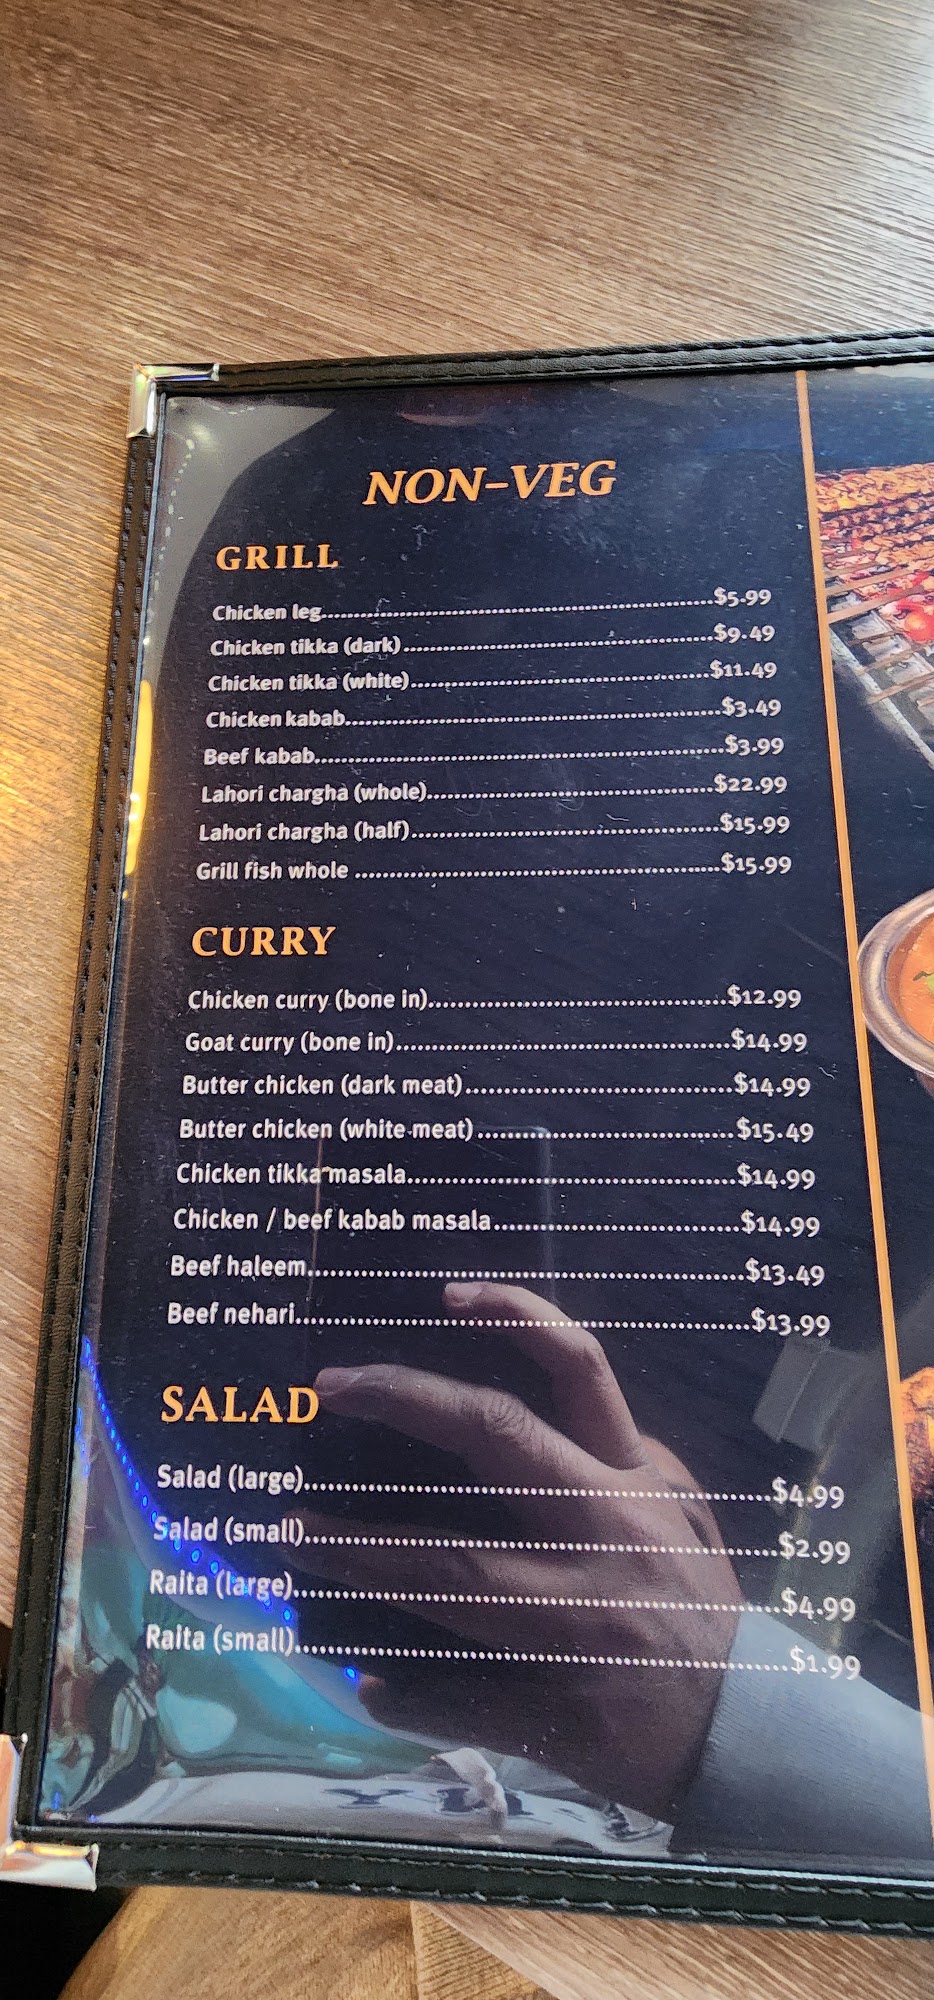 NON-VEG
GRILL
Chicken leg.....$5.99
Chicken tikka (dark).....$9.49
Chicken tikka (white).....$11.49
Chicken kabab.....$3.49
Beef kabab.....$3.99
Lahori chargha (whole).....$22.99
Lahori chargha (half).....$15.99
Grill fish whole .....$15.99
CURRY
Chicken curry (bone in).....$12.99
Goat curry (bone in).....$14.99
Butter chicken (dark meat).....$14.99
Butter chicken (white meat).....$15.49
Chicken tikka masala.....$14.99
Chicken / beef kabab masala.....$14.99
Beef haleem.....$13.49
Beef nehari.....$13.99
SALAD
Salad (large).....$4.99
Salad (small).....$2.99
Raita (large).....$4.99
Raita (small).....$1.99